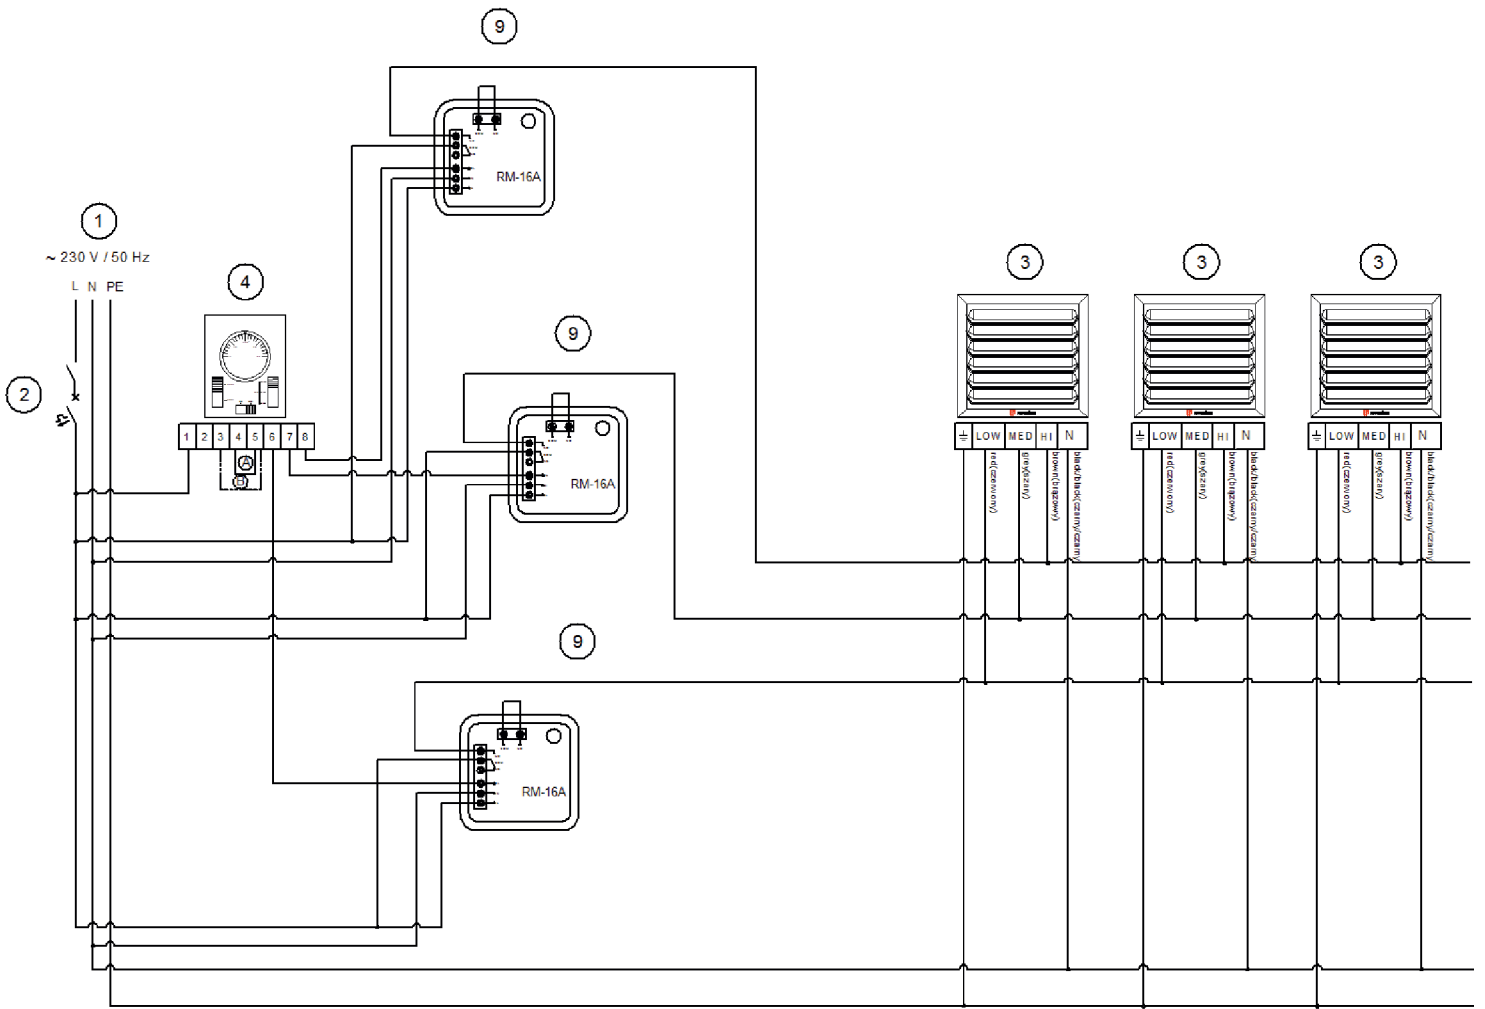 9
RM-16A
1
~ 230 V / 50 Hz
L N PE
4
2
1 2 3 4 5 6 7 8
A
B
9
RM-16A
9
RM-16A
3
LOW MED HI N
red(czerwony)
grey(szary)
brown(brązowy)
black/black(czarny/czarny
3
LOW MED HI N
red(czerwony)
grey(szary)
brown(brązowy)
black/black(czarny/czarny
3
LOW MED HI N
red(czerwony)
grey(szary)
brown(brązowy)
black/black(czarny/czarny